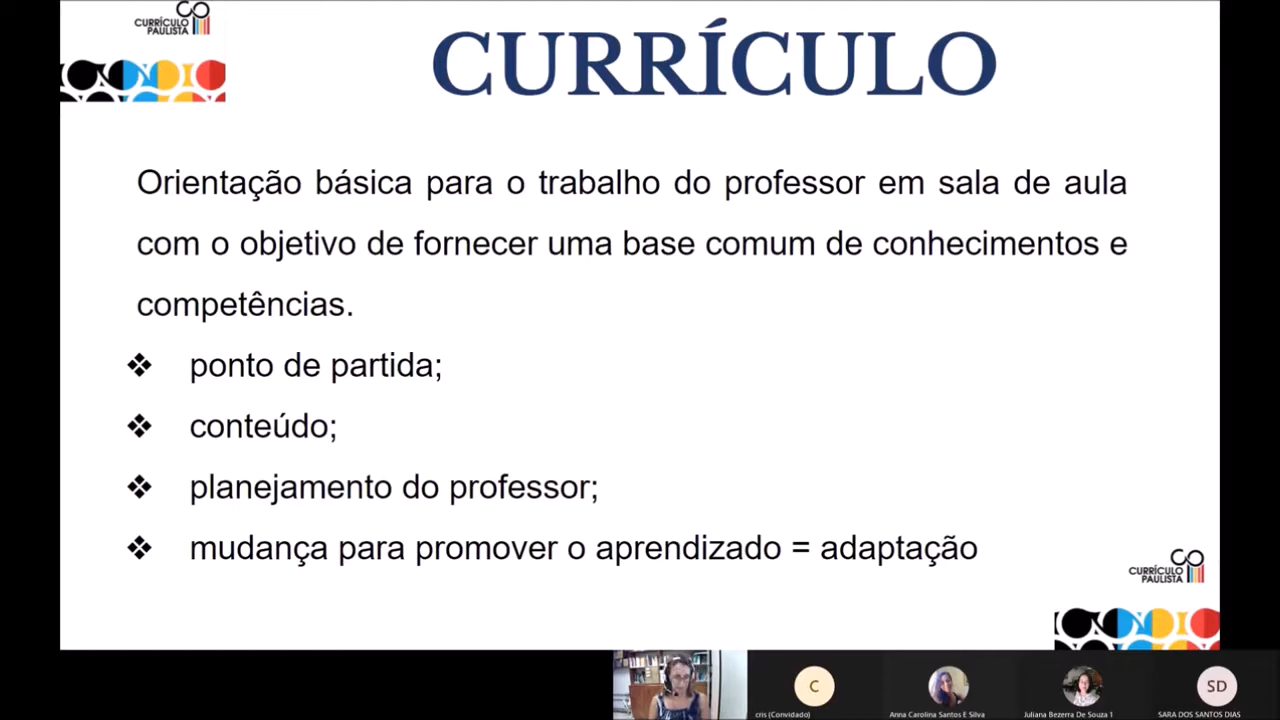 CURRÍCULO
PAULISTA
CURRÍCULO
Orientação básica para o trabalho do professor em sala de aula
com o objetivo de fornecer uma base comum de conhecimentos e
competências.
❖ ponto de partida;
❖ conteúdo;
❖ planejamento do professor;
❖ mudança para promover o aprendizado = adaptação
CURRÍCULO
PAULISTA
C
SD
cris (Convidado)
Anna Carolina Santos E Silva
Juliana Bezerra De Souza 1
SARA DOS SANTOS DIAS